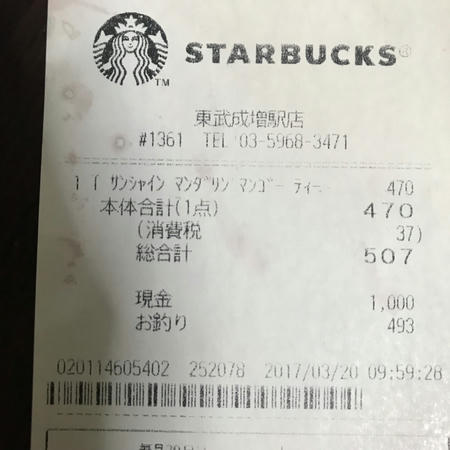 STARBUCKS®
TM
東武成増駅店
#1361 TEL 03-5968-3471
1 ｻﾝｼｬｲﾝ ﾏﾝﾀﾞﾘﾝ ﾏﾝｺﾞｰ ﾃｨｰ 470
本体合計(1点) 470
(消費税 37)
総合計 507
現金 1,000
お釣り 493
020114605402 252078 2017/03/20 09:59:28